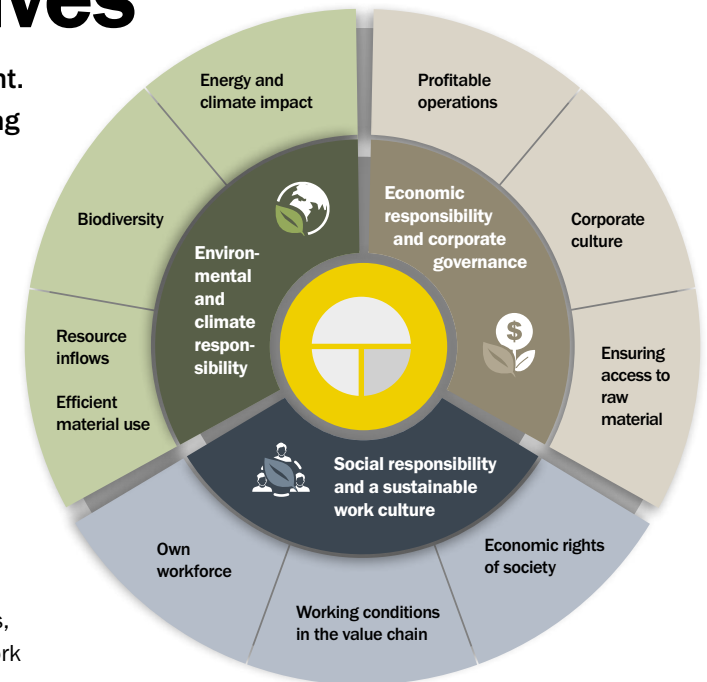 ives
nt.
ng
Energy and
climate impact
Profitable
operations
Biodiversity
Corporate
culture
Resource
inflows
Efficient
material use
Ensuring
access to
raw
material
Environ-
mental
and
climate
respon-
sibility
Economic
responsibility
and corporate
governance
$
Social responsibility
and a sustainable
work culture
Own
workforce
Working conditions
in the value chain
Economic rights
of society
s,
ork